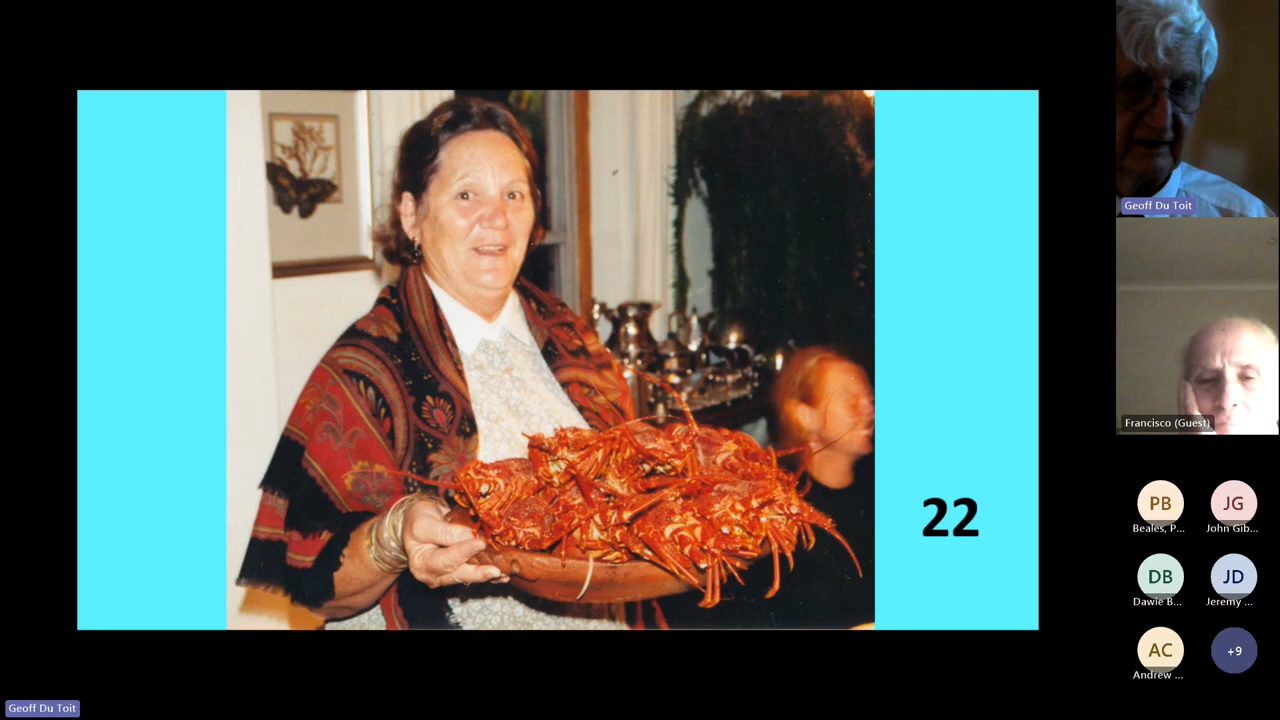 22
Geoff Du Toit
Francisco (Guest)
PB
Beales, P...
JG
John Gib...
DB
Dawie B...
JD
Jeremy ...
AC
Andrew ...
+9
Geoff Du Toit